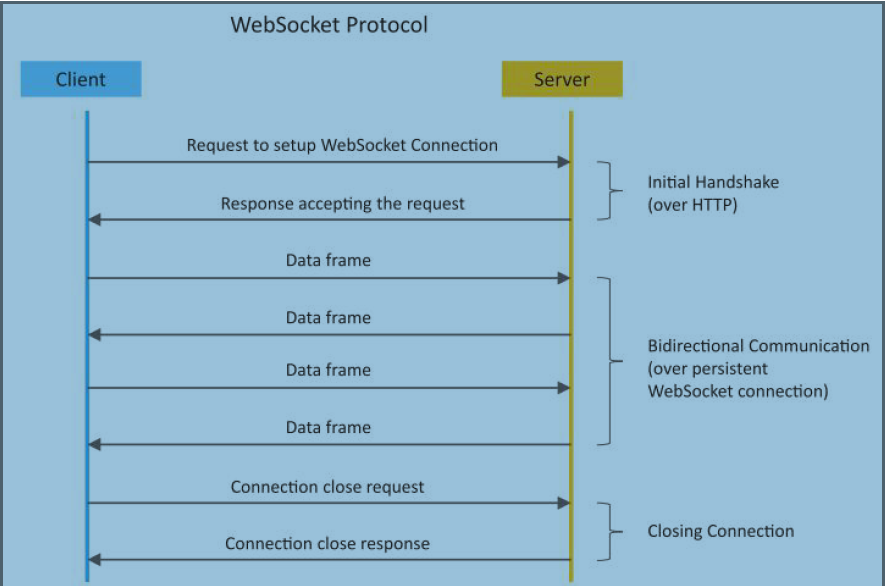 WebSocket Protocol
Client
Server
Request to setup WebSocket Connection
Initial Handshake
(over HTTP)
Response accepting the request
Data frame
Data frame
Bidirectional Communication
(over persistent
WebSocket connection)
Data frame
Data frame
Connection close request
Closing Connection
Connection close response